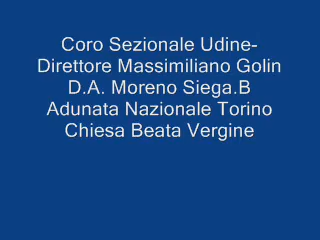 Coro Sezionale Udine-
Direttore Massimiliano Golin
D.A. Moreno Siega.B
Adunata Nazionale Torino
Chiesa Beata Vergine